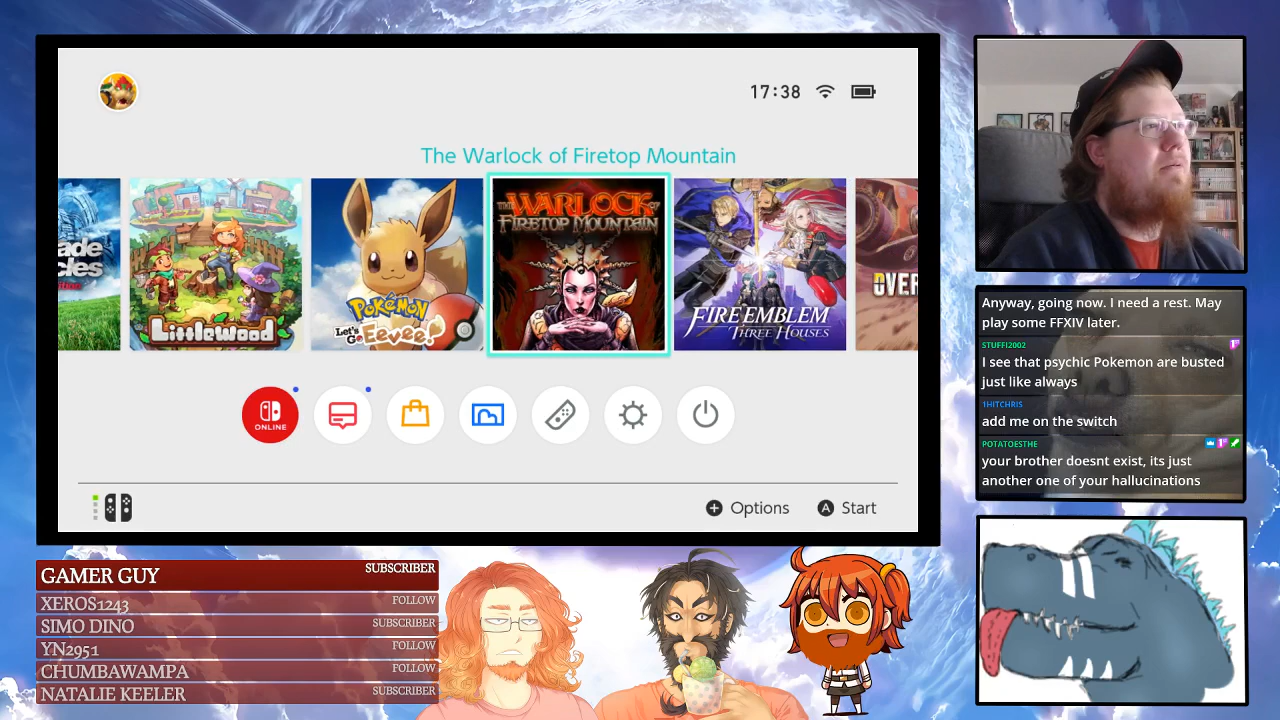 17:38
The Warlock of Firetop Mountain
ade
cles
ition
Littlewood
POKÉMON
Let's Go Eevee!
THE WARLOCK OF
FIRETOP MOUNTAIN
FIRE EMBLEM
THREE HOUSES
OVER
ONLINE
+ Options A Start
Anyway, going now. I need a rest. May
play some FFXIV later.
STUFFI2002
I see that psychic Pokemon are busted
just like always
1HITCHRIS
add me on the switch
POTATOESTHE
your brother doesnt exist, its just
another one of your hallucinations
GAMER GUY SUBSCRIBER
XEROS1243 FOLLOW
SIMO DINO SUBSCRIBER
YN2951 FOLLOW
CHUMBAWAMPA FOLLOW
NATALIE KEELER SUBSCRIBER